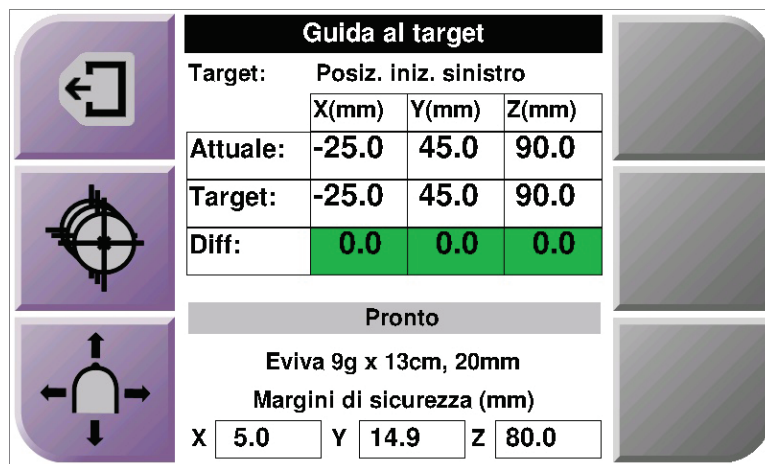 Guida al target
Target: Posiz. iniz. sinistro
X(mm) Y(mm) Z(mm)
Attuale: -25.0 45.0 90.0
Target: -25.0 45.0 90.0
Diff: 0.0 0.0 0.0
Pronto
Eviva 9g x 13cm, 20mm
Margini di sicurezza (mm)
X 5.0 Y 14.9 Z 80.0